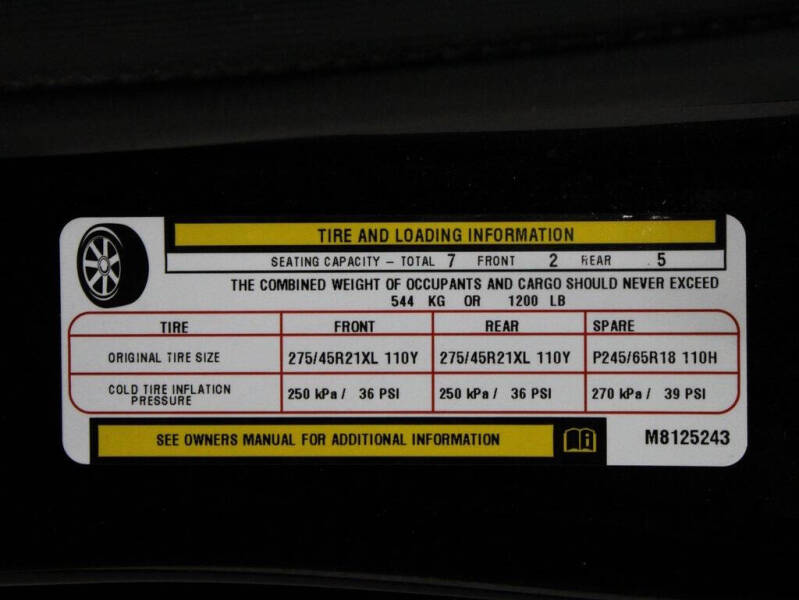 TIRE AND LOADING INFORMATION
SEATING CAPACITY – TOTAL 7 FRONT 2 REAR 5
THE COMBINED WEIGHT OF OCCUPANTS AND CARGO SHOULD NEVER EXCEED
544 KG OR 1200 LB
TIRE FRONT REAR SPARE
ORIGINAL TIRE SIZE 275/45R21XL 110Y 275/45R21XL 110Y P245/65R18 110H
COLD TIRE INFLATION
PRESSURE 250 kPa / 36 PSI 250 kPa / 36 PSI 270 kPa / 39 PSI
SEE OWNERS MANUAL FOR ADDITIONAL INFORMATION M8125243